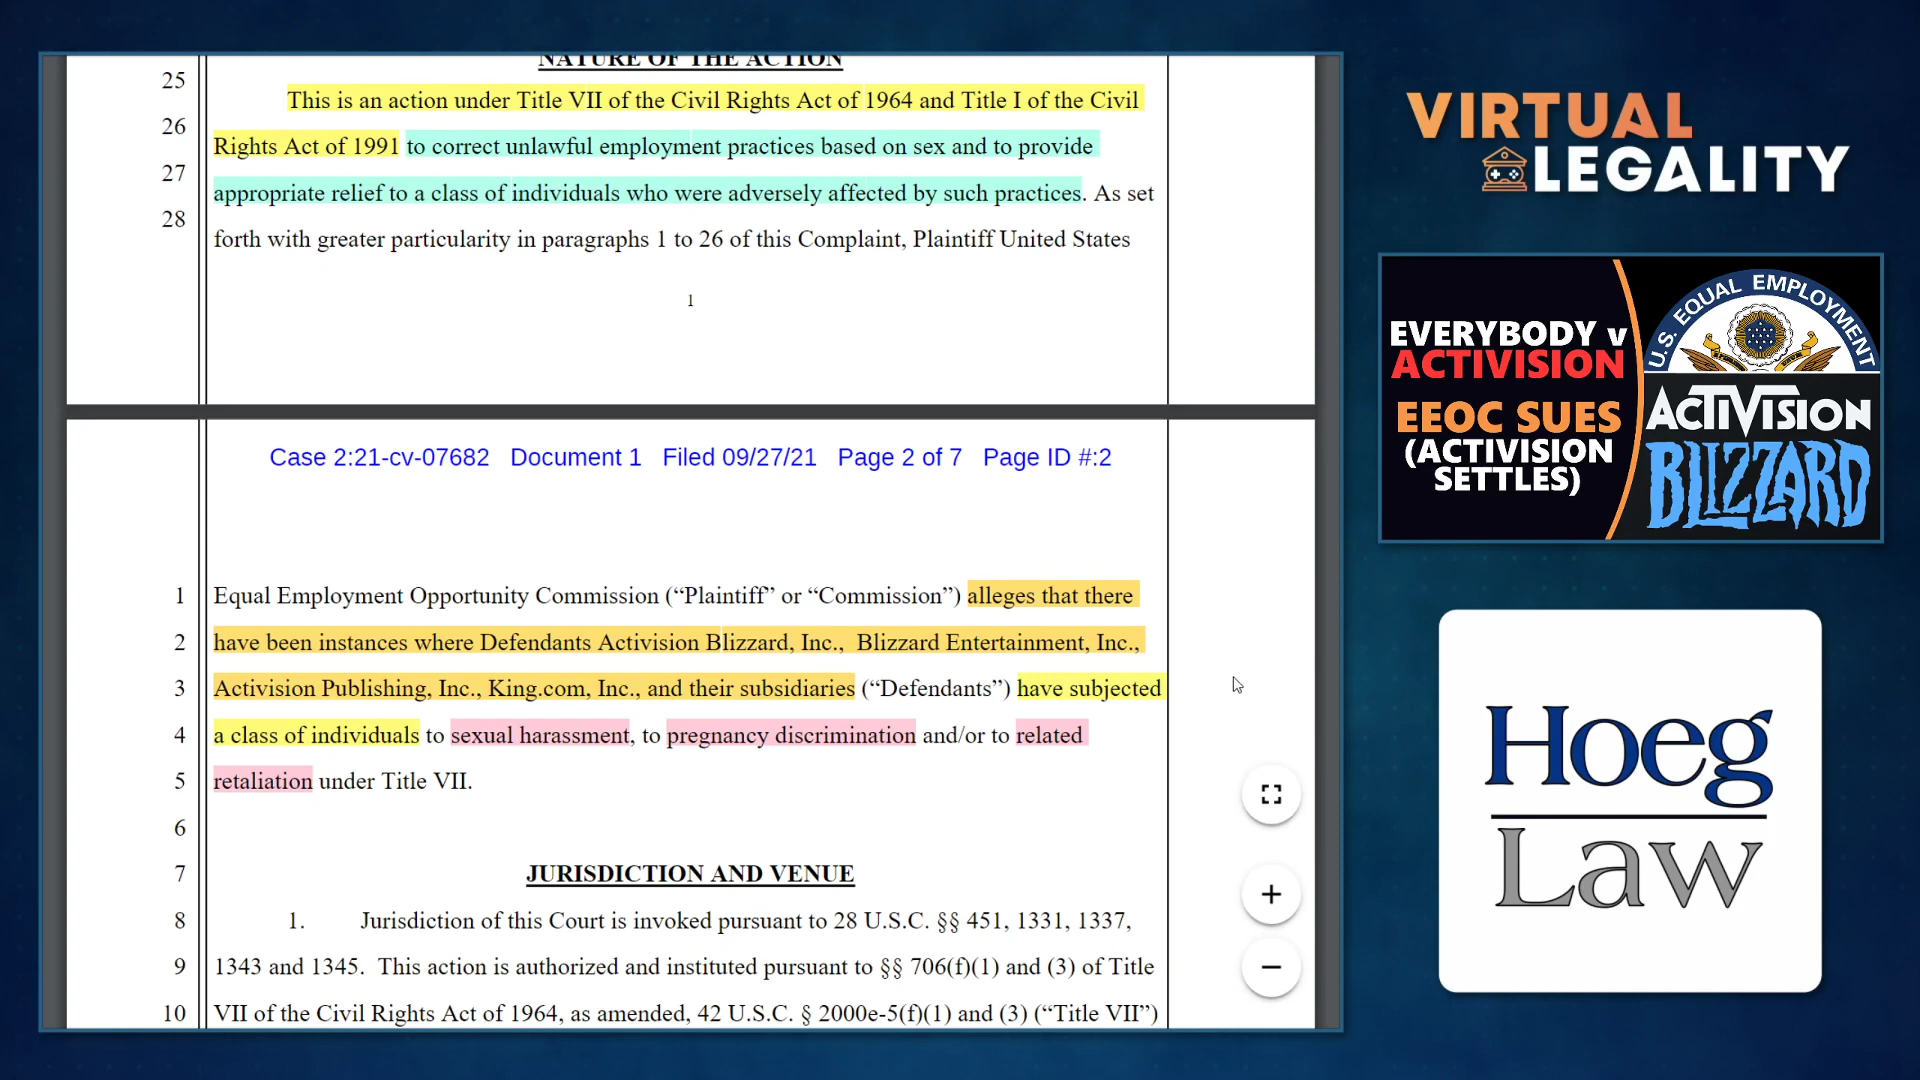 NATURE OF THE ACTION
25
This is an action under Title VII of the Civil Rights Act of 1964 and Title I of the Civil
26
Rights Act of 1991 to correct unlawful employment practices based on sex and to provide
27
appropriate relief to a class of individuals who were adversely affected by such practices. As set
28
forth with greater particularity in paragraphs 1 to 26 of this Complaint, Plaintiff United States
1
Case 2:21-cv-07682 Document 1 Filed 09/27/21 Page 2 of 7 Page ID #:2
1 Equal Employment Opportunity Commission (“Plaintiff” or “Commission”) alleges that there
2 have been instances where Defendants Activision Blizzard, Inc., Blizzard Entertainment, Inc.,
3 Activision Publishing, Inc., King.com, Inc., and their subsidiaries (“Defendants”) have subjected
4 a class of individuals to sexual harassment, to pregnancy discrimination and/or to related
5 retaliation under Title VII.
6
7 JURISDICTION AND VENUE
8 1. Jurisdiction of this Court is invoked pursuant to 28 U.S.C. §§ 451, 1331, 1337,
9 1343 and 1345. This action is authorized and instituted pursuant to §§ 706(f)(1) and (3) of Title
10 VII of the Civil Rights Act of 1964, as amended, 42 U.S.C. § 2000e-5(f)(1) and (3) (“Title VII”)
VIRTUAL
LEGALITY
EVERYBODY v
ACTIVISION
EEOC SUES
(ACTIVISION
SETTLES)
U.S. EQUAL EMPLOYMENT
ACTIVISION
BLIZZARD
Hoeg
Law